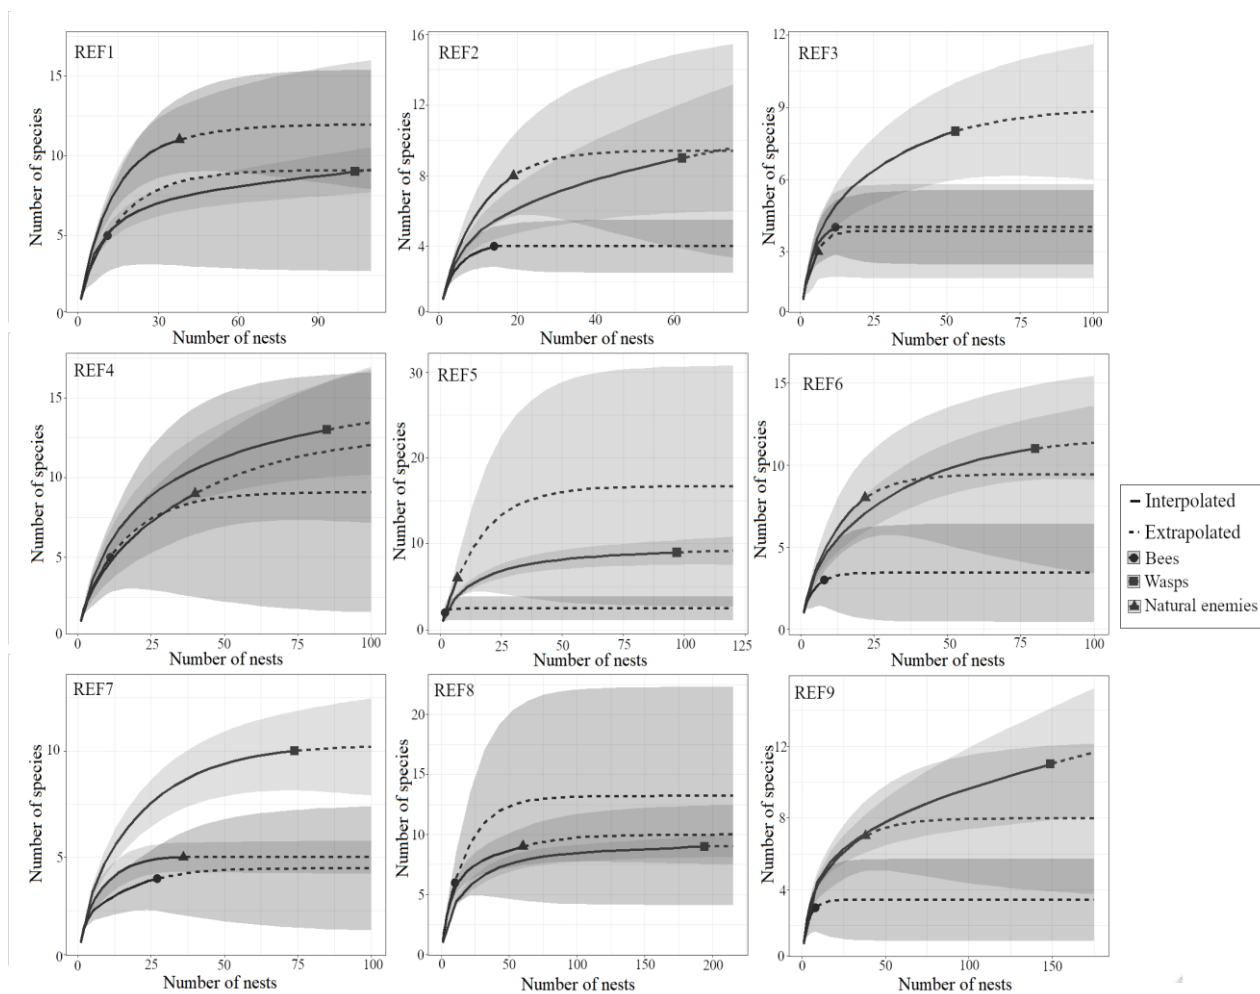 REF1
Number of species
15
10
5
0
0
30
60
90
Number of nests
REF2
Number of species
16
12
8
4
0
0
20
40
60
Number of nests
REF3
Number of species
12
9
6
3
0
0
25
50
75
100
Number of nests
REF4
Number of species
15
10
5
0
0
25
50
75
100
Number of nests
REF5
Number of species
30
20
10
0
0
25
50
75
100
125
Number of nests
REF6
Number of species
15
10
5
0
0
25
50
75
100
Number of nests
Interpolated
Extrapolated
Bees
Wasps
Natural enemies
REF7
Number of species
10
5
0
0
25
50
75
100
Number of nests
REF8
Number of species
20
15
10
5
0
0
50
100
150
200
Number of nests
REF9
Number of species
12
8
4
0
0
50
100
150
Number of nests